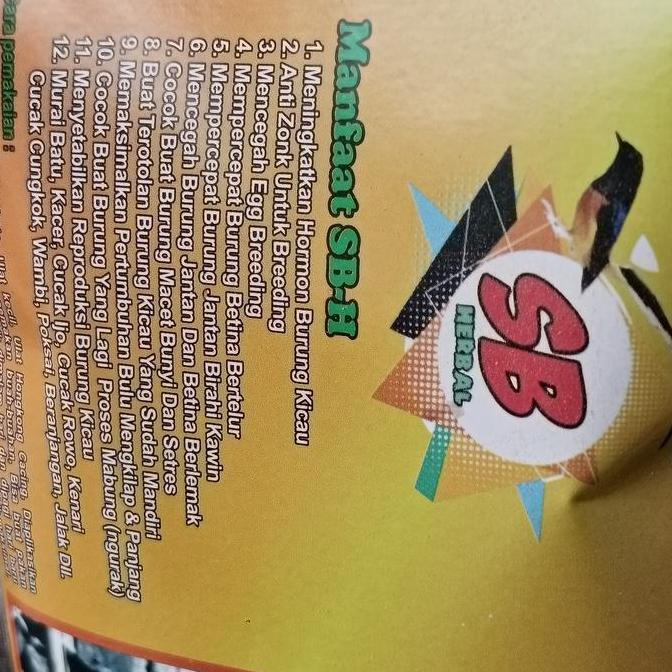 SB
HERBAL
Manfaat SB-H
1. Meningkatkan Hormon Burung Kicau
2. Anti Zonk Untuk Breeding
3. Mencegah Egg Breeding
4. Mempercepat Burung Betina Bertelur
5. Mempercepat Burung Jantan Birahi Kawin
6. Mencegah Burung Jantan Dan Betina Berlemak
7. Cocok Buat Burung Macet Bunyi Dan Setres
8. Buat Terotolan Burung Kicau Yang Sudah Mandiri
9. Memaksimalkan Pertumbuhan Bulu Mengkilap & Panjang
10. Cocok Buat Burung Yang Lagi Proses Mabung (ngurak)
11. Menyekabilkan Reproduksi Burung Kicau
12. Murai Batu, Kacer, Cucak Ijo, Cucak Rowo, Kenari
Cucak Cungkok, Wambi, Poksai, Beranjangan, Jalak Dll.
ara pemakaian :